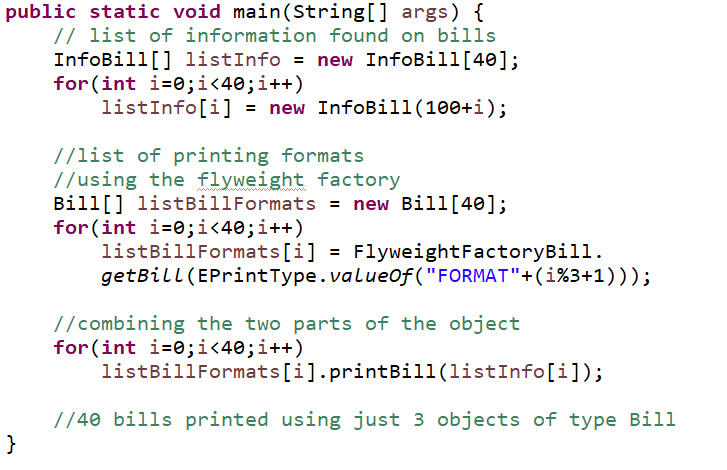 public static void main(String[] args) {
    // list of information found on bills
    InfoBill[] listInfo = new InfoBill[40];
    for(int i=0;i<40;i++)
        listInfo[i] = new InfoBill(100+i);

    //list of printing formats
    //using the flyweight factory
    Bill[] listBillFormats = new Bill[40];
    for(int i=0;i<40;i++)
        listBillFormats[i] = FlyweightFactoryBill.
        getBill(EPrintType.valueOf("FORMAT"+(i%3+1)));

    //combining the two parts of the object
    for(int i=0;i<40;i++)
        listBillFormats[i].printBill(listInfo[i]);

    //40 bills printed using just 3 objects of type Bill
}